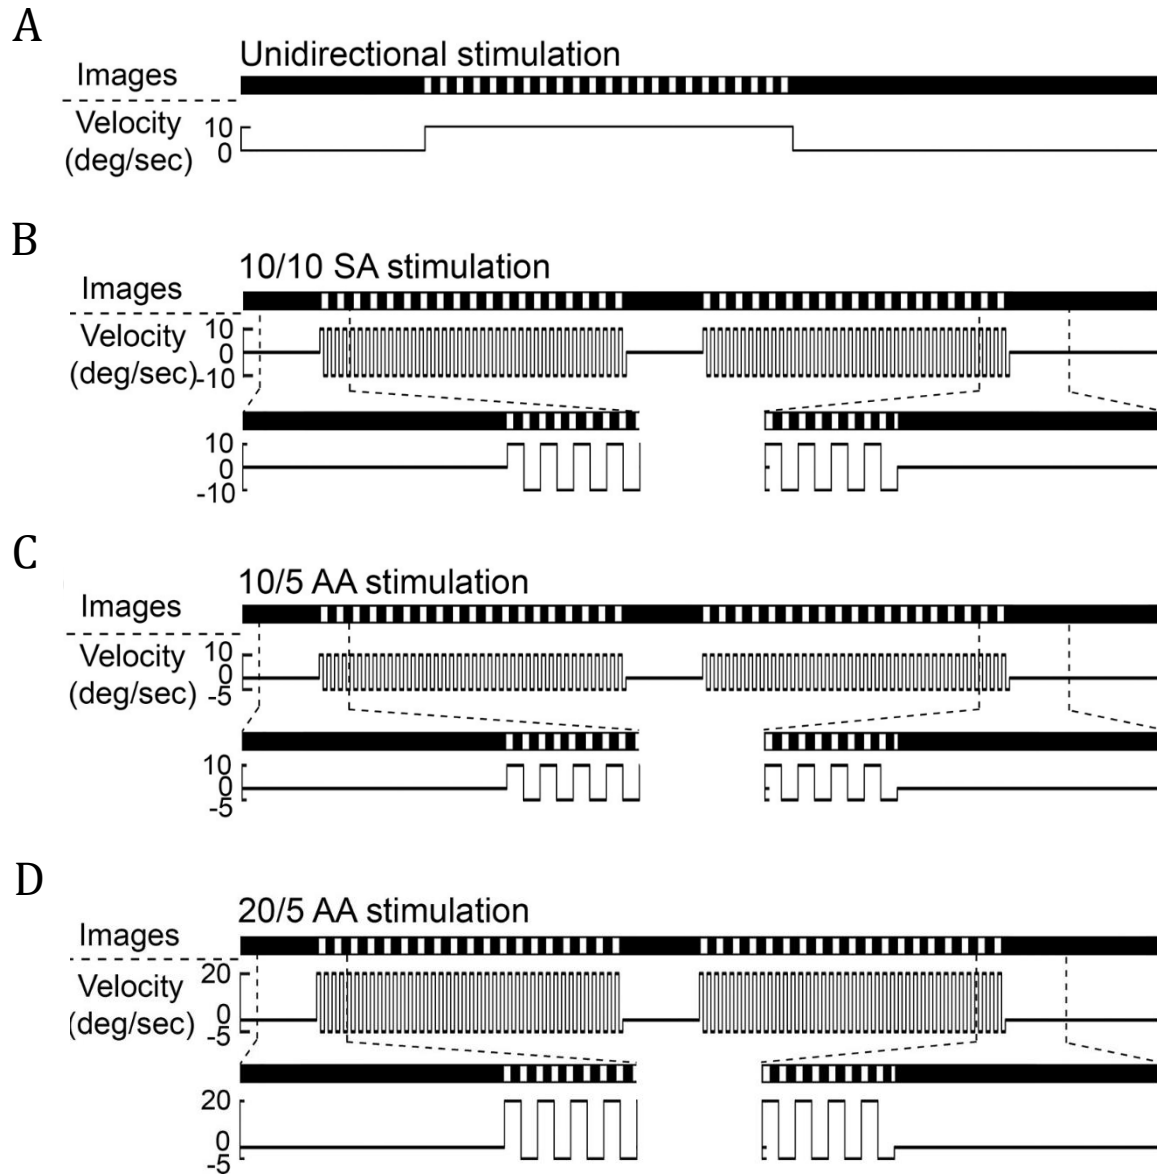 A
Unidirectional stimulation
Images
Velocity
(deg/sec)
10
0
B
10/10 SA stimulation
Images
Velocity
(deg/sec)
10
0
-10
10
0
-10
C
10/5 AA stimulation
Images
Velocity
(deg/sec)
10
0
-5
10
0
-5
D
20/5 AA stimulation
Images
Velocity
(deg/sec)
20
0
-5
20
0
-5